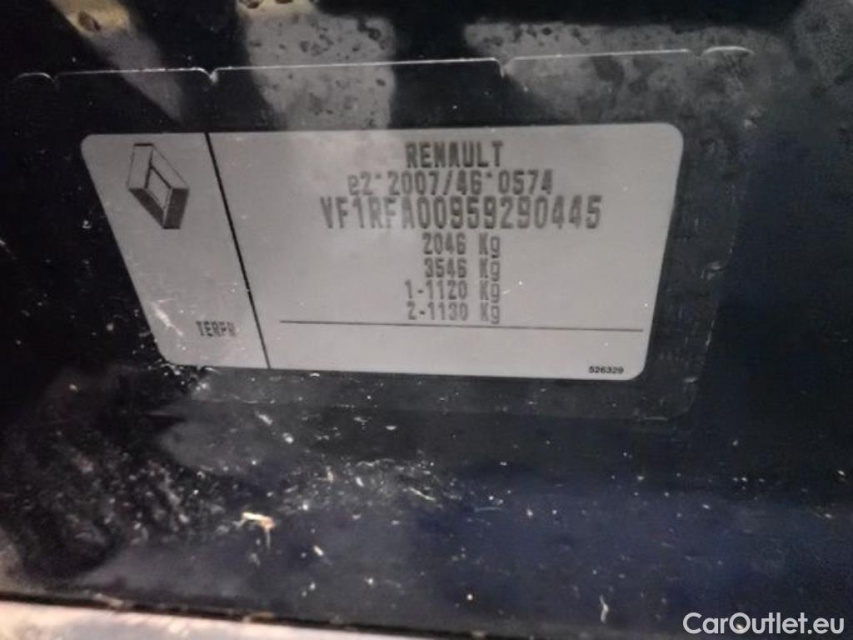 RENAULT
e2*2007/46*0574
VF1RFA00959290445
2046 Kg
3546 Kg
1-1120 Kg
2-1130 Kg
TERPR
526329
CarOutlet.eu